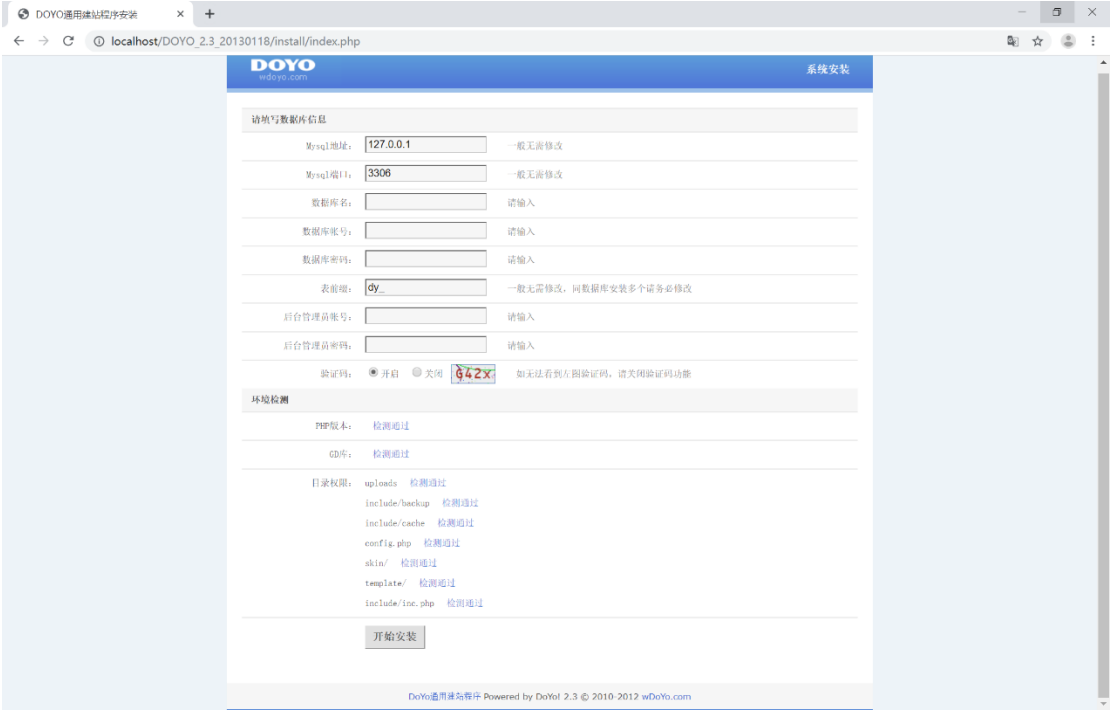 DOYO通用建站程序安装
localhost/DOYO_2.3_20130118/install/index.php
DOYO
wdoyo.com
系统安装
请填写数据库信息
Mysql地址： 127.0.0.1 一般无需修改
Mysql端口： 3306 一般无需修改
数据库名： 请输入
数据库帐号： 请输入
数据库密码： 请输入
表前缀： dy_ 一般无需修改，同数据库安装多个请务必修改
后台管理员帐号： 请输入
后台管理员密码： 请输入
验证码： 开启 关闭 G42x 如无法看到左图验证码，请关闭验证码功能
环境检测
PHP版本： 检测通过
GD库： 检测通过
目录权限： uploads 检测通过
include/backup 检测通过
include/cache 检测通过
config.php 检测通过
skin/ 检测通过
template/ 检测通过
include/inc.php 检测通过
开始安装
DoYo通用建站程序 Powered by DoYo! 2.3 © 2010-2012 wDoYo.com